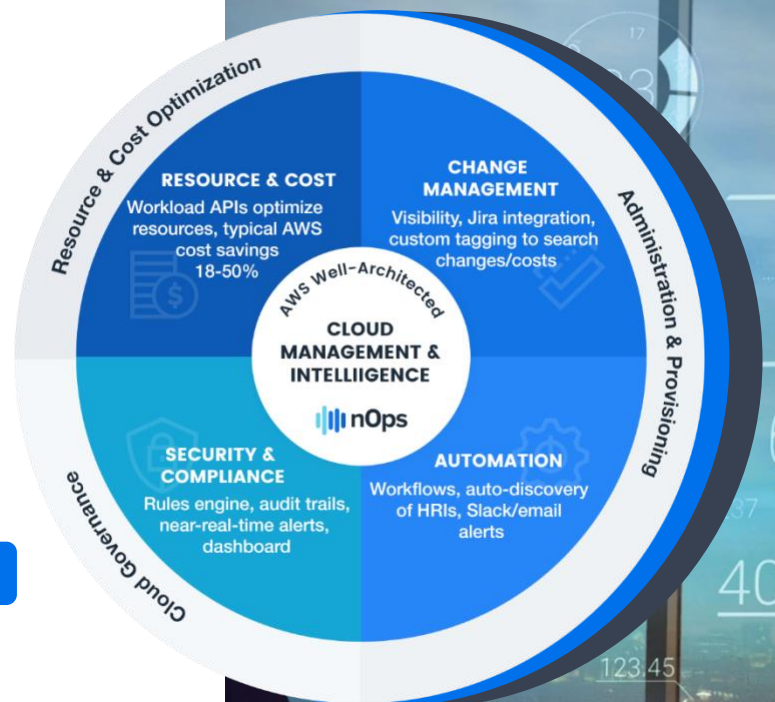 Resource & Cost Optimization
RESOURCE & COST
Workload APIs optimize
resources, typical AWS
cost savings
18-50%
CHANGE
MANAGEMENT
Visibility, Jira integration,
custom tagging to search
changes/costs
Administration & Provisioning
AWS Well-Architected
CLOUD
MANAGEMENT &
INTELLIIGENCE
nOps
SECURITY &
COMPLIANCE
Rules engine, audit trails,
near-real-time alerts,
dashboard
AUTOMATION
Workflows, auto-discovery
of HRIs, Slack/email
alerts
Cloud Governance
17
37
40
123.45